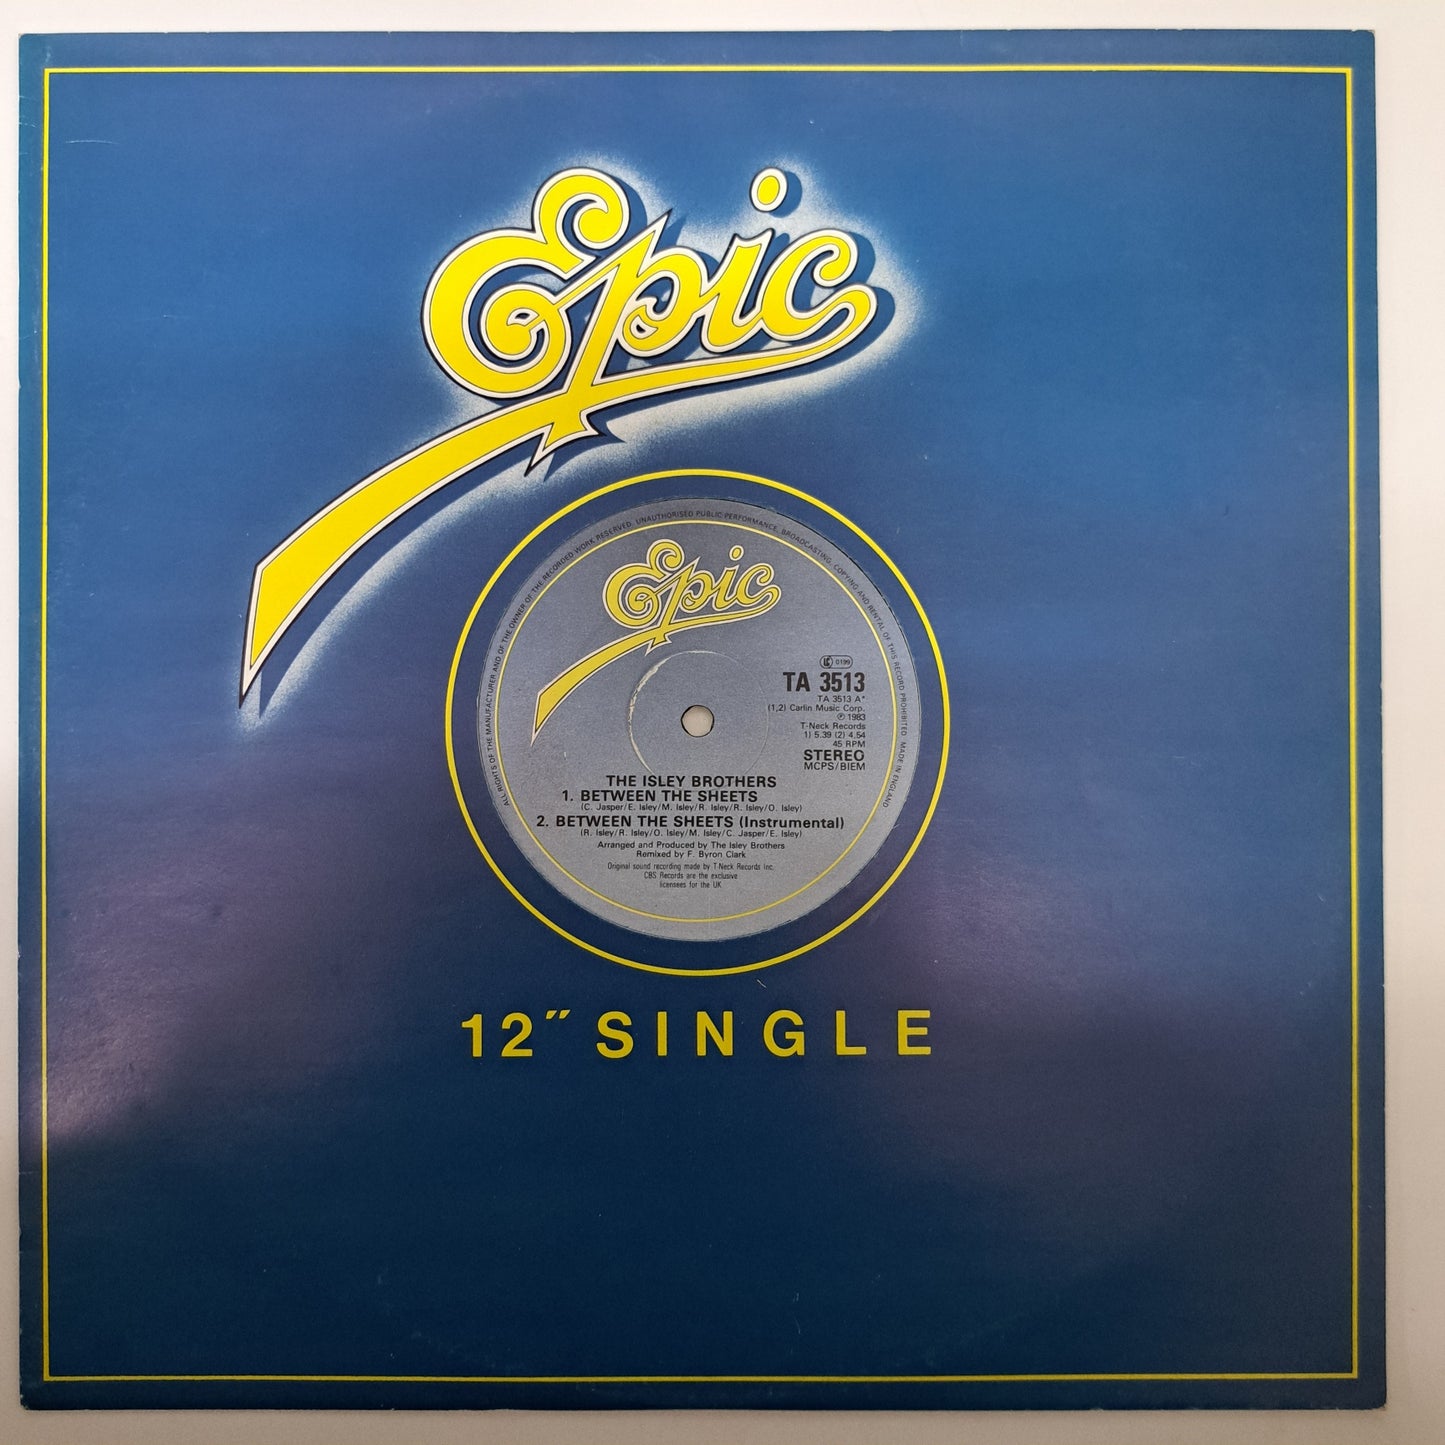 Epic
ALL RIGHTS OF THE MANUFACTURER AND OF THE OWNER OF THE RECORDED WORK RESERVED. UNAUTHORISED PUBLIC PERFORMANCE, BROADCASTING, COPYING AND RENTAL OF THIS RECORD PROHIBITED. MADE IN ENGLAND
Epic
LC 0199
TA 3513
TA 3513 A*
(1,2) Carlin Music Corp.
℗ 1983
T-Neck Records
1) 5.39 (2) 4.54
45 RPM
STEREO
MCPS/BIEM
THE ISLEY BROTHERS
1. BETWEEN THE SHEETS
(C. Jasper/E. Isley/M. Isley/R. Isley/R. Isley/O. Isley)
2. BETWEEN THE SHEETS (Instrumental)
(R. Isley/R. Isley/O. Isley/M. Isley/C. Jasper/E. Isley)
Arranged and Produced by The Isley Brothers
Remixed by F. Byron Clark
Original sound recording made by T-Neck Records Inc.
CBS Records are the exclusive
licensees for the UK
12″ SINGLE